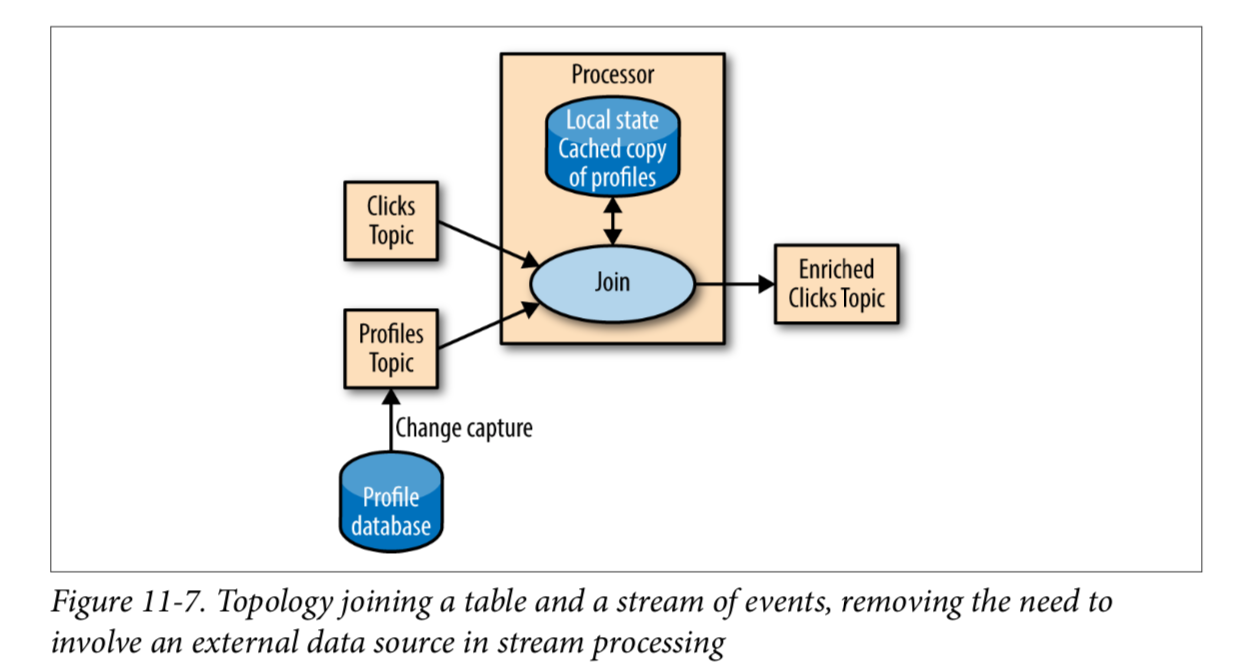 Processor
Local state
Cached copy
of profiles
Clicks
Topic
Join
Enriched
Clicks Topic
Profiles
Topic
Change capture
Profile
database
Figure 11-7. Topology joining a table and a stream of events, removing the need to
involve an external data source in stream processing